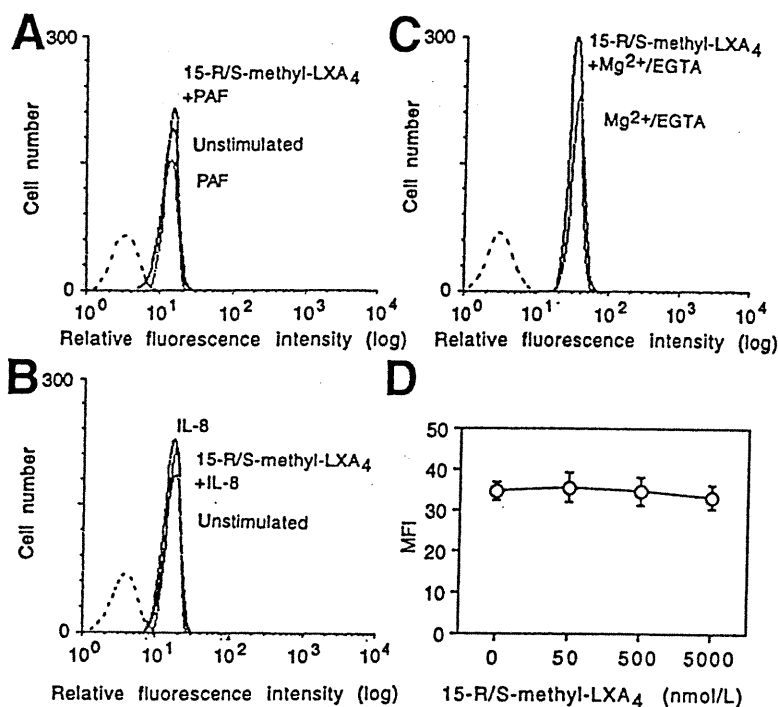 A
300
15-R/S-methyl-LXA4
+PAF
Unstimulated
PAF
Cell number
0
10^0 10^1 10^2 10^3 10^4
Relative fluorescence intensity (log)
C
300
15-R/S-methyl-LXA4
+Mg2+/EGTA
Mg2+/EGTA
Cell number
0
10^0 10^1 10^2 10^3 10^4
Relative fluorescence intensity (log)
B
300
IL-8
15-R/S-methyl-LXA4
+IL-8
Unstimulated
Cell number
0
10^0 10^1 10^2 10^3 10^4
Relative fluorescence intensity (log)
D
50
40
30
20
10
0
MFI
0 50 500 5000
15-R/S-methyl-LXA4 (nmol/L)